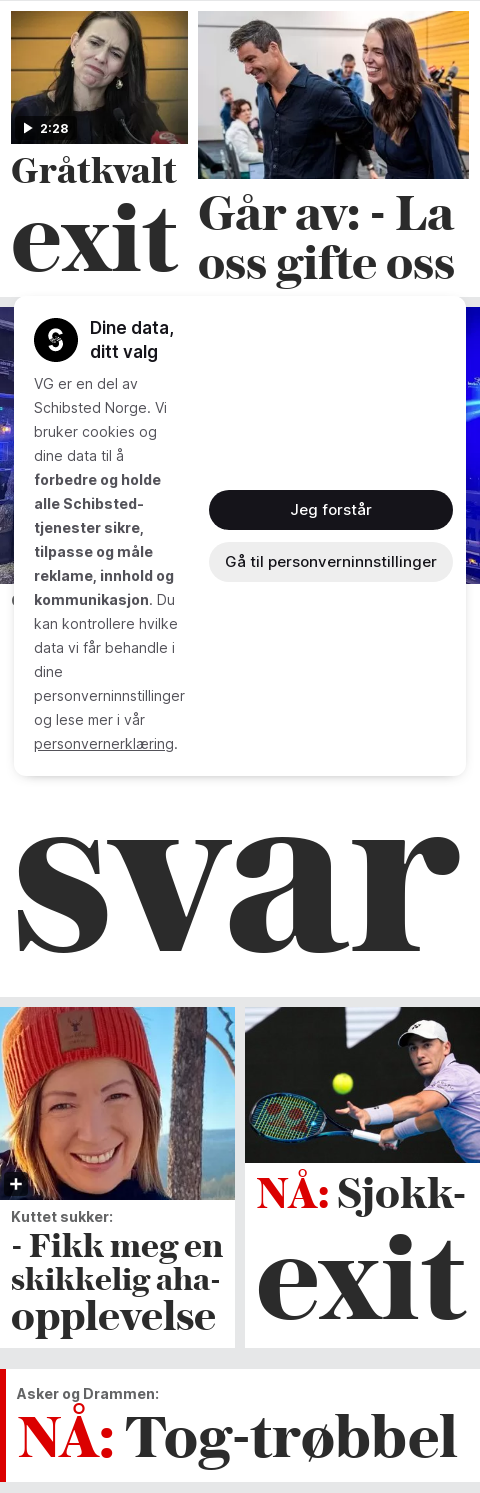 2:28
Gråtkvalt
exit
Går av: - La
oss gifte oss
Dine data,
ditt valg
VG er en del av
Schibsted Norge. Vi
bruker cookies og
dine data til å
forbedre og holde
alle Schibsted-
tjenester sikre,
tilpasse og måle
reklame, innhold og
kommunikasjon. Du
kan kontrollere hvilke
data vi får behandle i
dine
personverninnstillinger
og lese mer i vår
personvernerklæring.
Jeg forstår
Gå til personverninnstillinger
svar
Kuttet sukker:
- Fikk meg en
skikkelig aha-
opplevelse
NÅ: Sjokk-
exit
Asker og Drammen:
NÅ: Tog-trøbbel